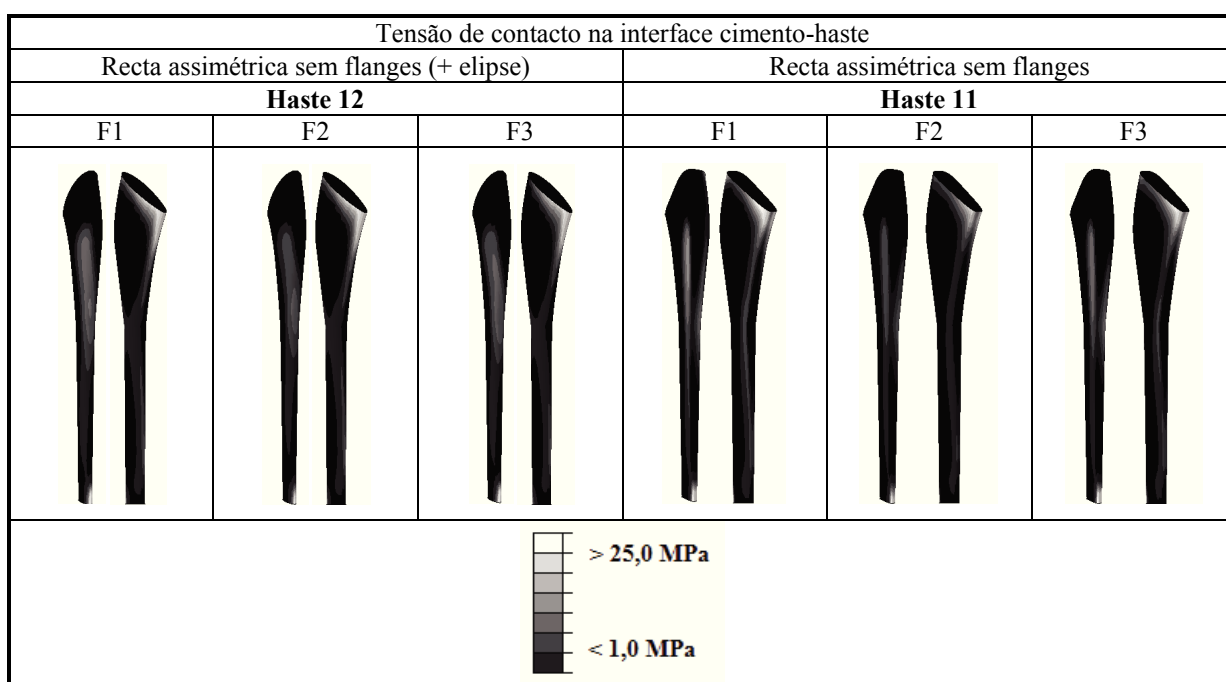 Tensão de contacto na interface cimento-haste
Recta assimétrica sem flanges (+ elipse) Recta assimétrica sem flanges
Haste 12 Haste 11
F1 F2 F3 F1 F2 F3
> 25,0 MPa
< 1,0 MPa